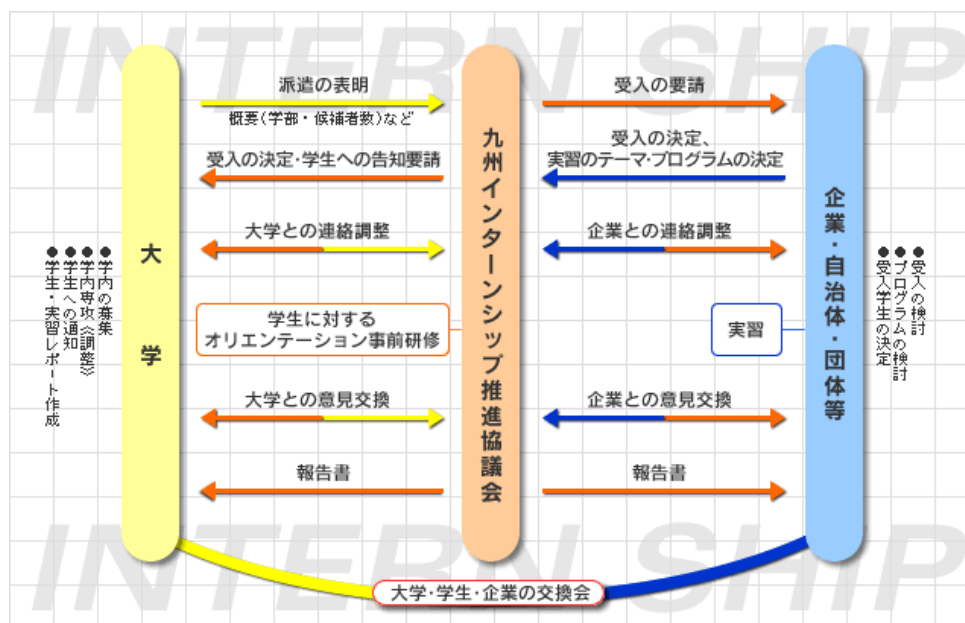 INTERN SHIP
派遣の表明
概要(学部・候補者数)など
受入の決定・学生への告知要請
大学との連絡調整
学生に対する
オリエンテーション事前研修
大学との意見交換
報告書
受入の要請
受入の決定、
実習のテーマ・プログラムの決定
企業との連絡調整
実習
企業との意見交換
報告書
大学
九州インターンシップ推進協議会
企業・自治体・団体等
●学内の募集
●学内専攻《調整》
●学生への通知
●学生・実習レポート作成
●受入の検討
●プログラムの検討
●受入学生の決定
大学・学生・企業の交換会
INTERN SHIP